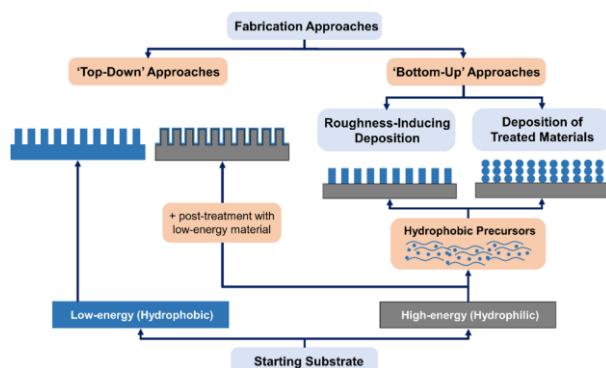 Fabrication Approaches
'Top-Down' Approaches
'Bottom-Up' Approaches
Roughness-Inducing
Deposition
Deposition of
Treated Materials
+ post-treatment with
low-energy material
Hydrophobic Precursors
Low-energy (Hydrophobic)
High-energy (Hydrophilic)
Starting Substrate